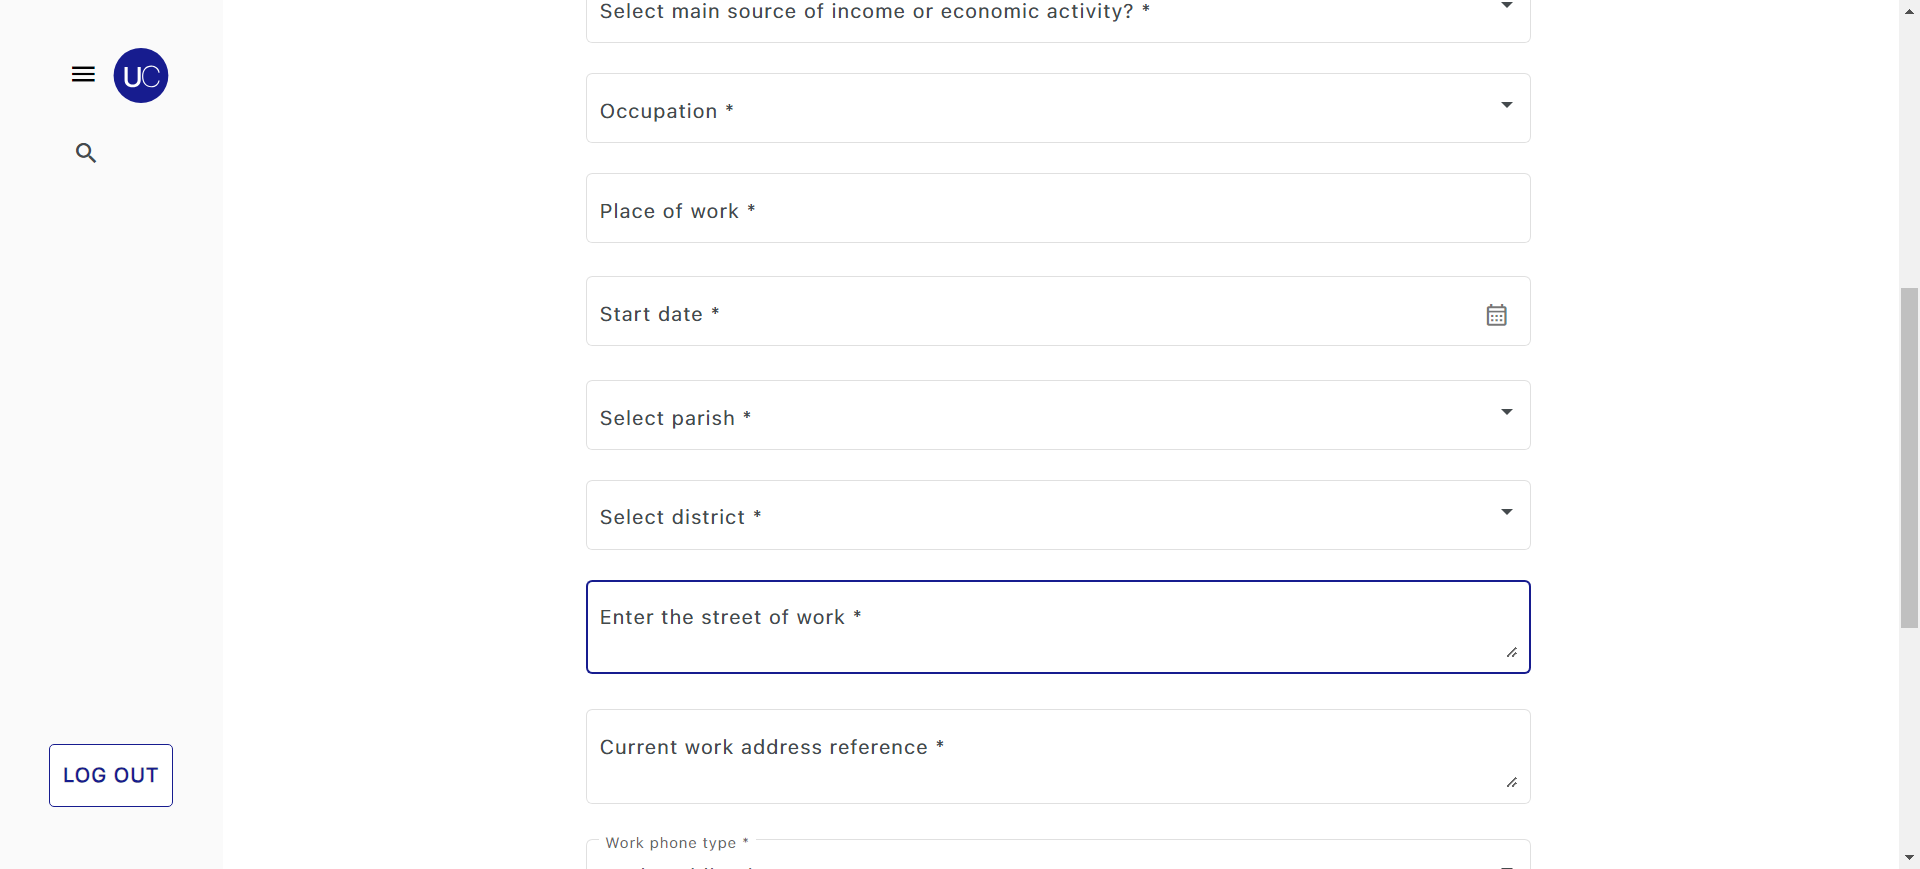 Select main source of income or economic activity? *
UC
Occupation *
Place of work *
Start date *
Select parish *
Select district *
Enter the street of work *
Current work address reference *
LOG OUT
Work phone type *